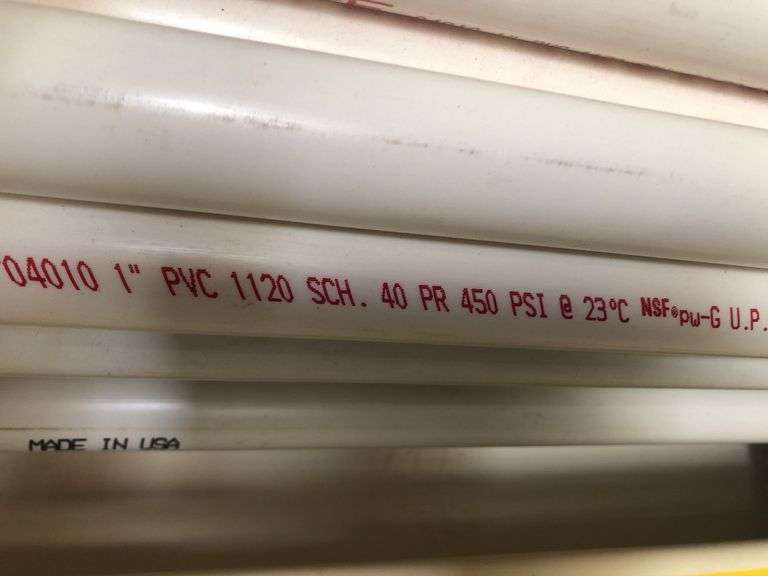 04010 1" PVC 1120 SCH. 40 PR 450 PSI @ 23°C NSF®pw-G U.P.
MADE IN USA